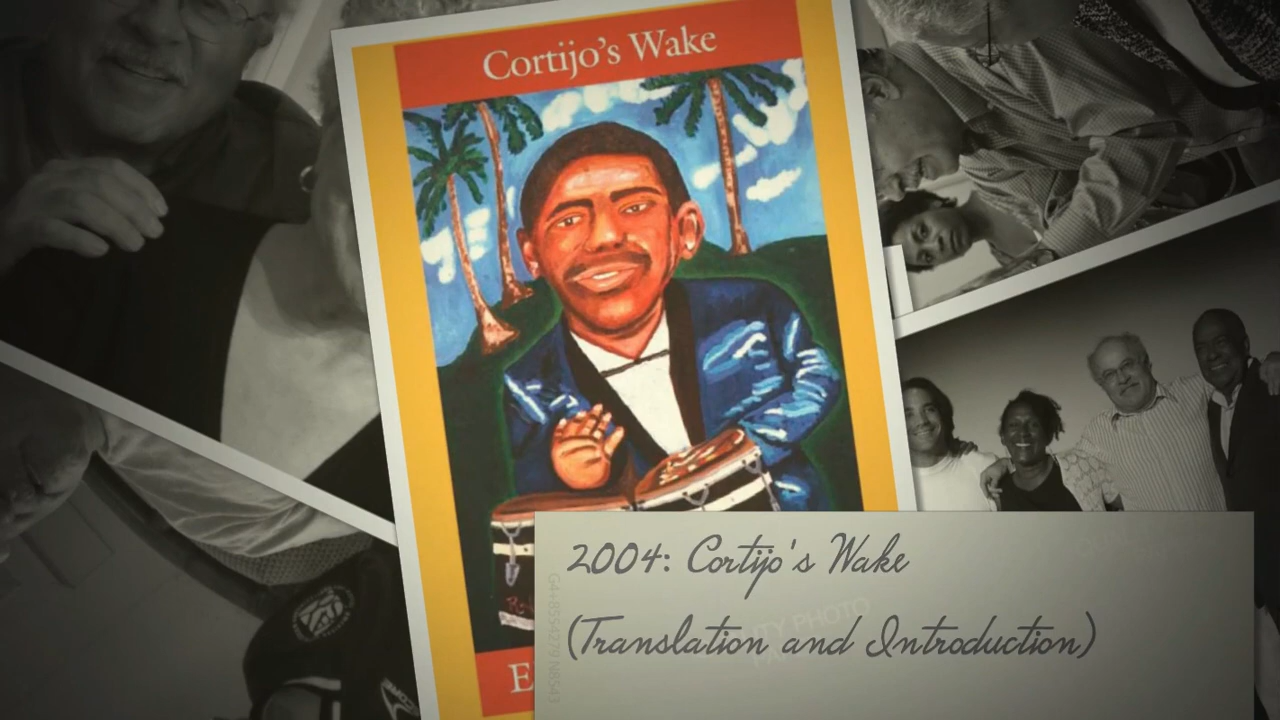 Cortijo's Wake
E
2004: Cortijo's Wake
(Translation and Introduction)